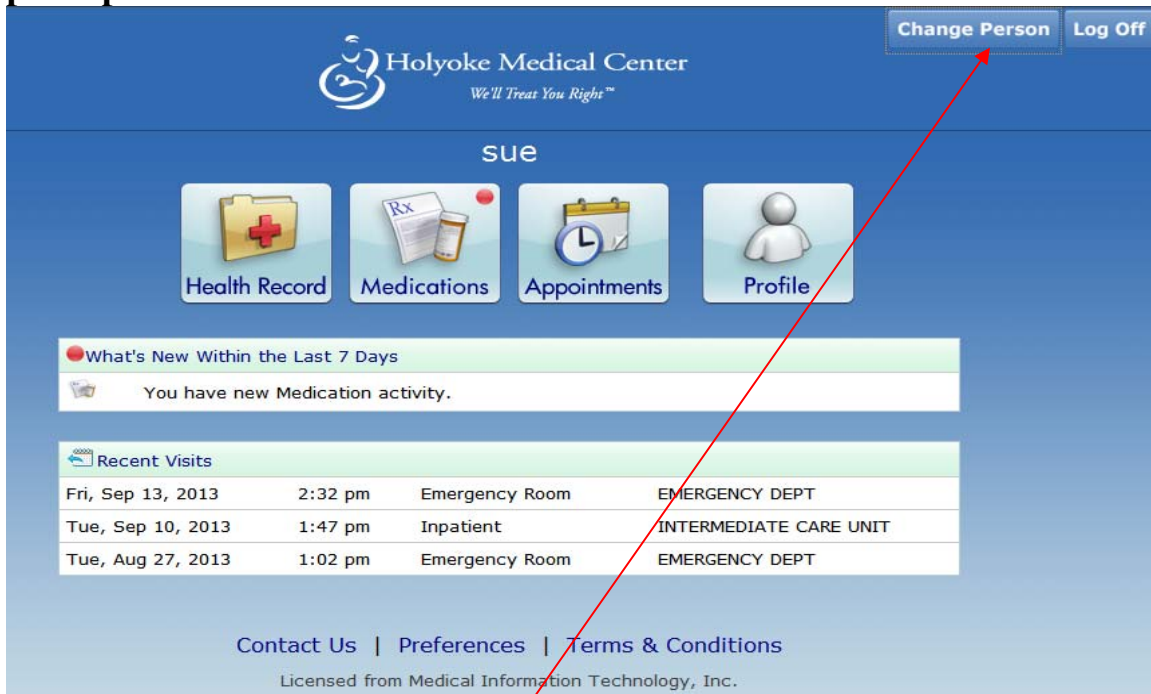 Change Person Log Off
Holyoke Medical Center
We'll Treat You Right™
sue
Rx
Health Record Medications Appointments Profile
What's New Within the Last 7 Days
You have new Medication activity.
Recent Visits
Fri, Sep 13, 2013 2:32 pm Emergency Room EMERGENCY DEPT
Tue, Sep 10, 2013 1:47 pm Inpatient INTERMEDIATE CARE UNIT
Tue, Aug 27, 2013 1:02 pm Emergency Room EMERGENCY DEPT
Contact Us | Preferences | Terms & Conditions
Licensed from Medical Information Technology, Inc.